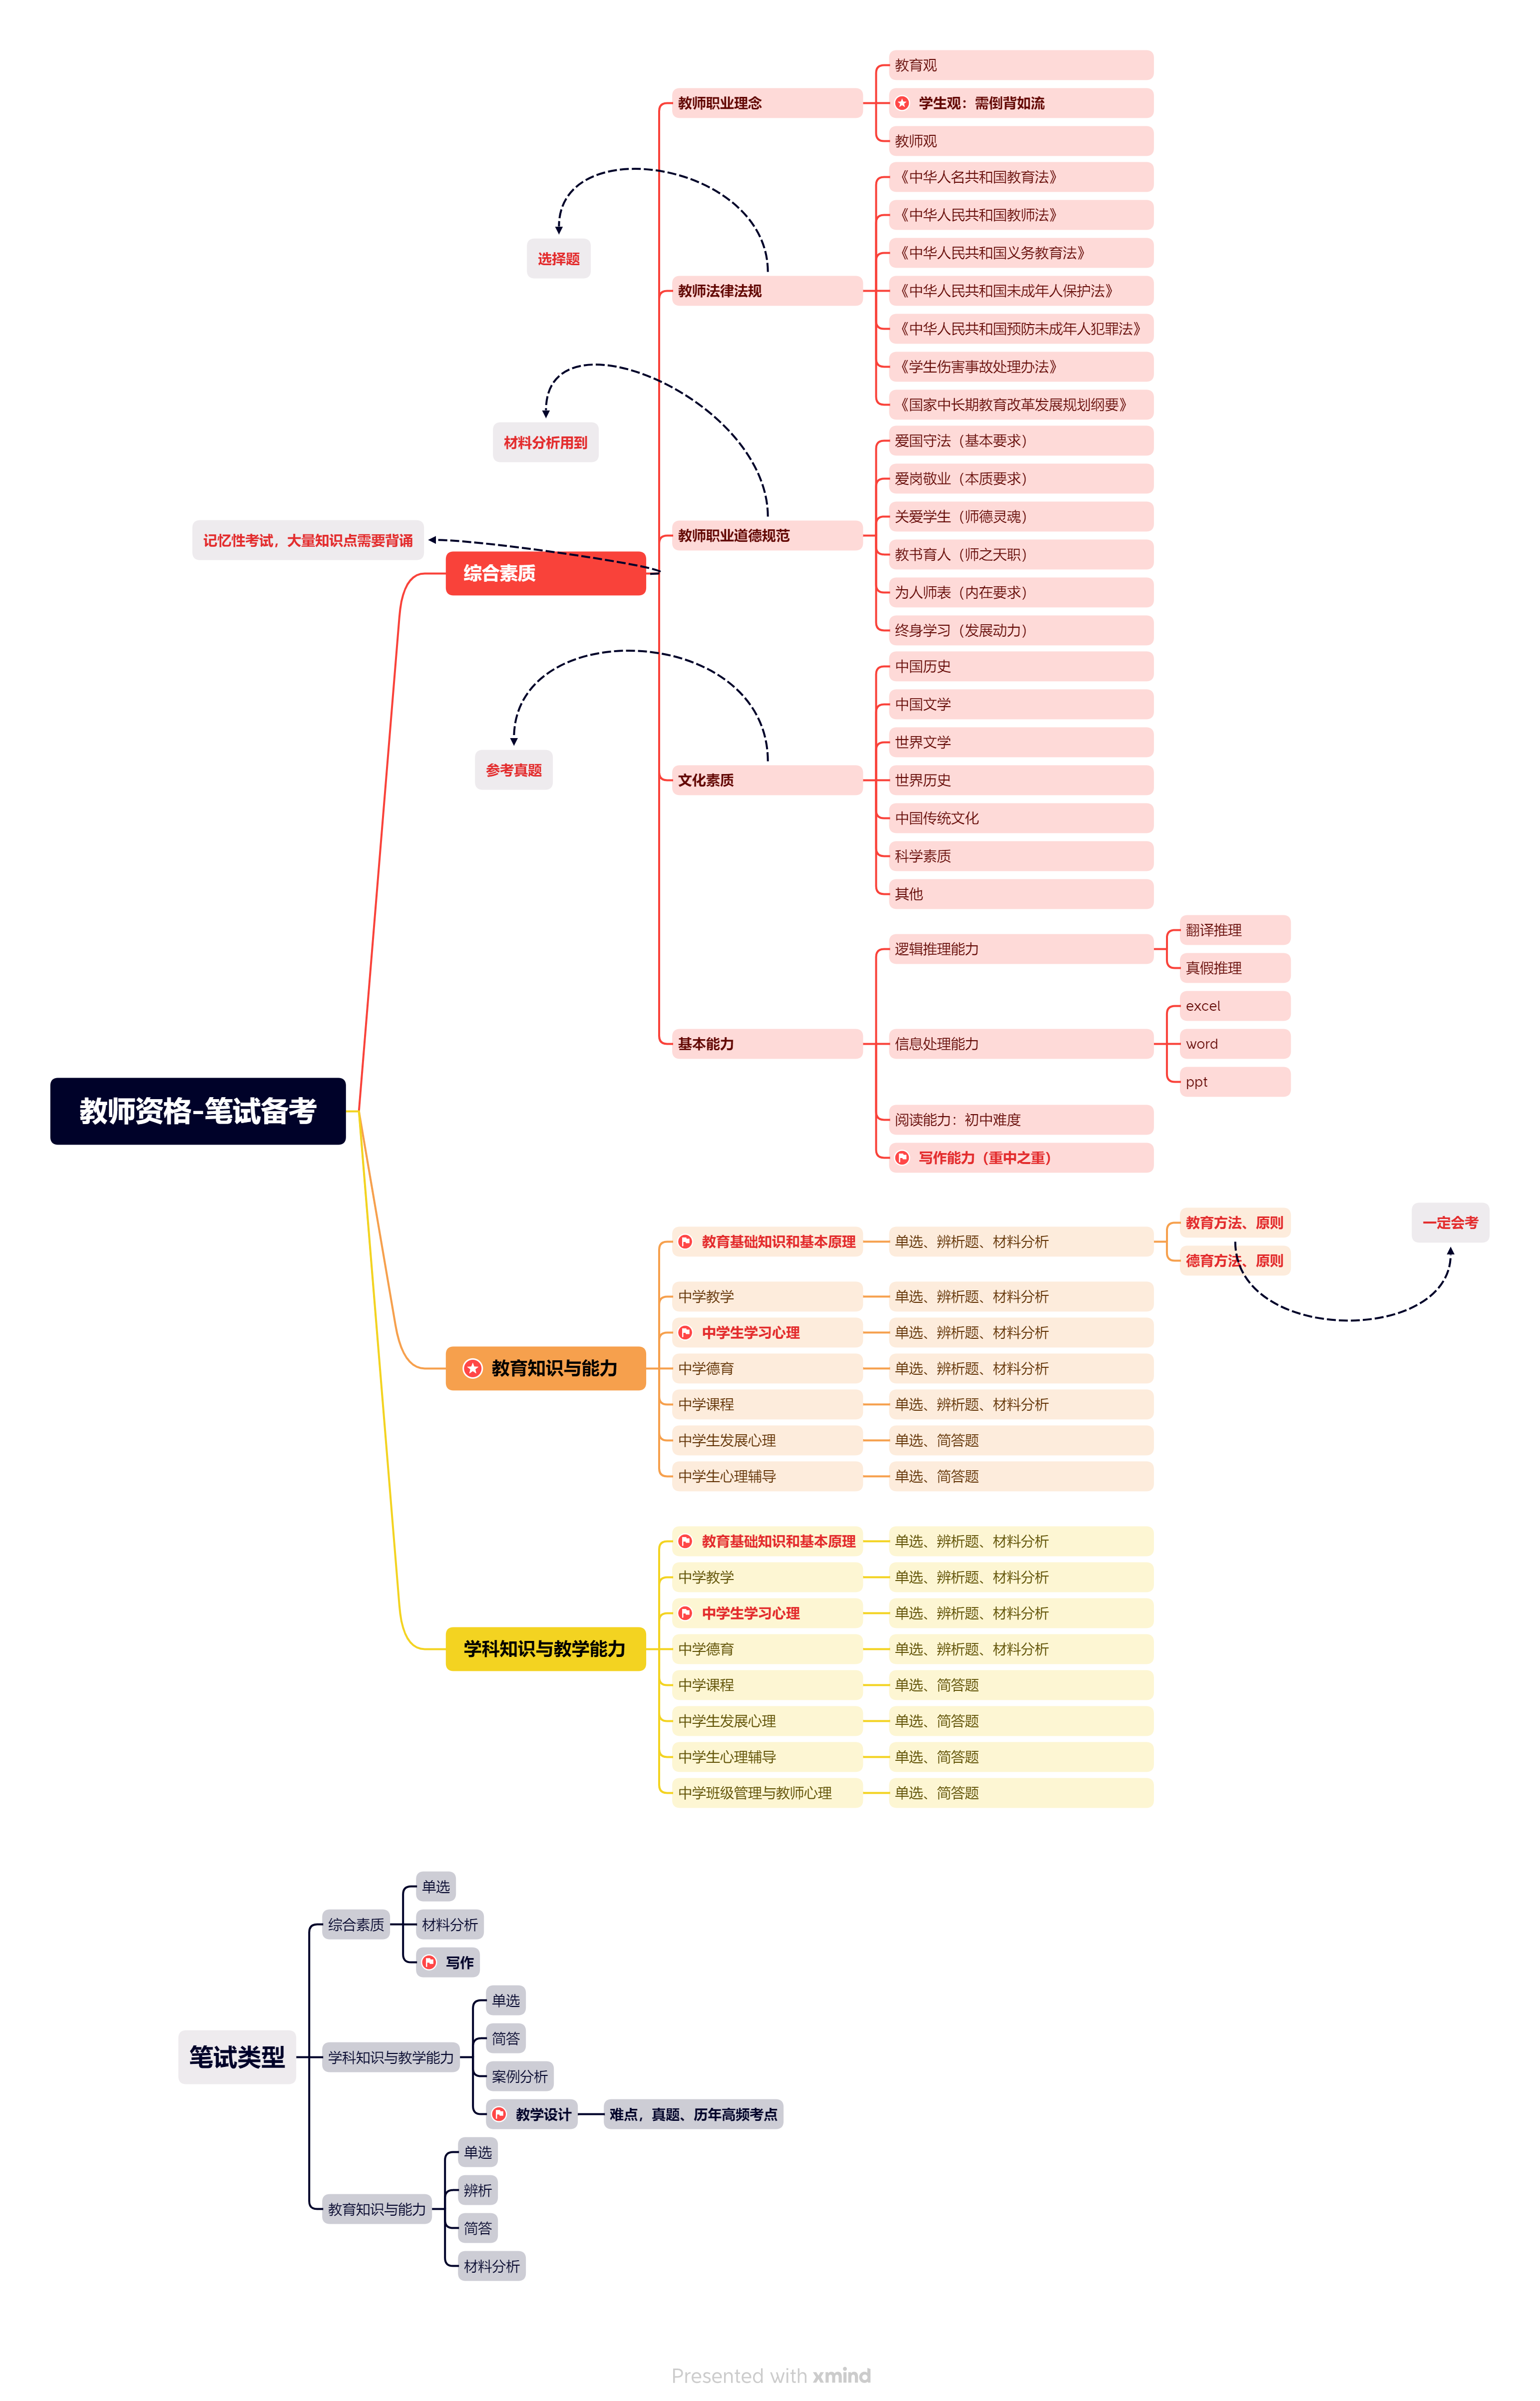 教师资格-笔试备考
综合素质
记忆性考试，大量知识点需要背诵
教师职业理念
教育观
学生观：需倒背如流
教师观
教师法律法规
选择题
《中华人名共和国教育法》
《中华人民共和国教师法》
《中华人民共和国义务教育法》
《中华人民共和国未成年人保护法》
《中华人民共和国预防未成年人犯罪法》
《学生伤害事故处理办法》
《国家中长期教育改革发展规划纲要》
教师职业道德规范
材料分析用到
爱国守法（基本要求）
爱岗敬业（本质要求）
关爱学生（师德灵魂）
教书育人（师之天职）
为人师表（内在要求）
终身学习（发展动力）
文化素质
参考真题
中国历史
中国文学
世界文学
世界历史
中国传统文化
科学素质
其他
基本能力
逻辑推理能力
翻译推理
真假推理
信息处理能力
excel
word
ppt
阅读能力：初中难度
写作能力（重中之重）
教育知识与能力
教育基础知识和基本原理
单选、辨析题、材料分析
教育方法、原则
德育方法、原则
一定会考
中学教学
单选、辨析题、材料分析
中学生学习心理
单选、辨析题、材料分析
中学德育
单选、辨析题、材料分析
中学课程
单选、辨析题、材料分析
中学生发展心理
单选、简答题
中学生心理辅导
单选、简答题
学科知识与教学能力
教育基础知识和基本原理
单选、辨析题、材料分析
中学教学
单选、辨析题、材料分析
中学生学习心理
单选、辨析题、材料分析
中学德育
单选、辨析题、材料分析
中学课程
单选、简答题
中学生发展心理
单选、简答题
中学生心理辅导
单选、简答题
中学班级管理与教师心理
单选、简答题
笔试类型
综合素质
单选
材料分析
写作
学科知识与教学能力
单选
简答
案例分析
教学设计
难点，真题、历年高频考点
教育知识与能力
单选
辨析
简答
材料分析
Presented with xmind